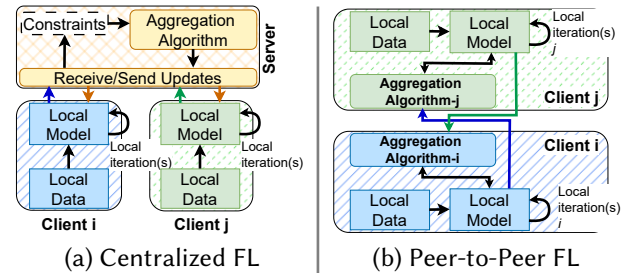 Constraints
Aggregation
Algorithm
Server
Receive/Send Updates
Local
Model
Local
iteration(s)
Local
Data
Client i
Local
Model
Local
iteration(s)
Local
Data
Client j
(a) Centralized FL
Local
Data
Local
Model
Local
iteration(s)
j
Aggregation
Algorithm-j
Client j
Aggregation
Algorithm-i
Client i
Local
Data
Local
Model
Local
iteration(s)
i
(b) Peer-to-Peer FL